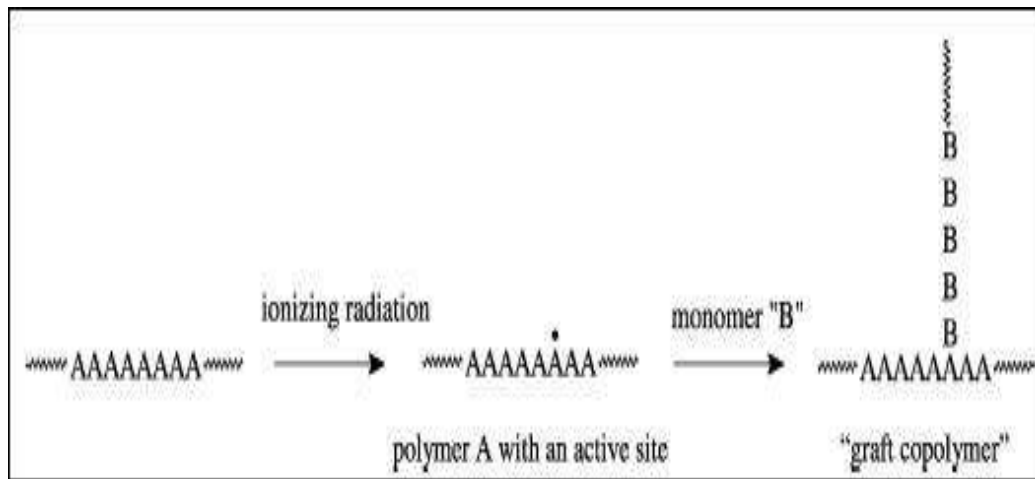 B
B
B
B
B
ionizing radiation
monomer "B"
AAAAAAAA
AAAAAAAA
AAAAAAAA
polymer A with an active site
“graft copolymer”